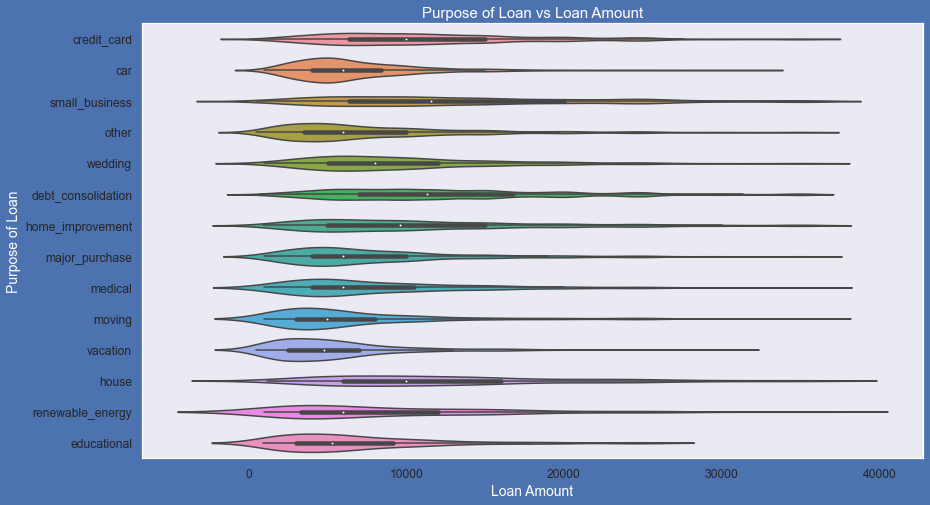 Purpose of Loan vs Loan Amount
Purpose of Loan
credit_card
car
small_business
other
wedding
debt_consolidation
home_improvement
major_purchase
medical
moving
vacation
house
renewable_energy
educational
0 10000 20000 30000 40000
Loan Amount